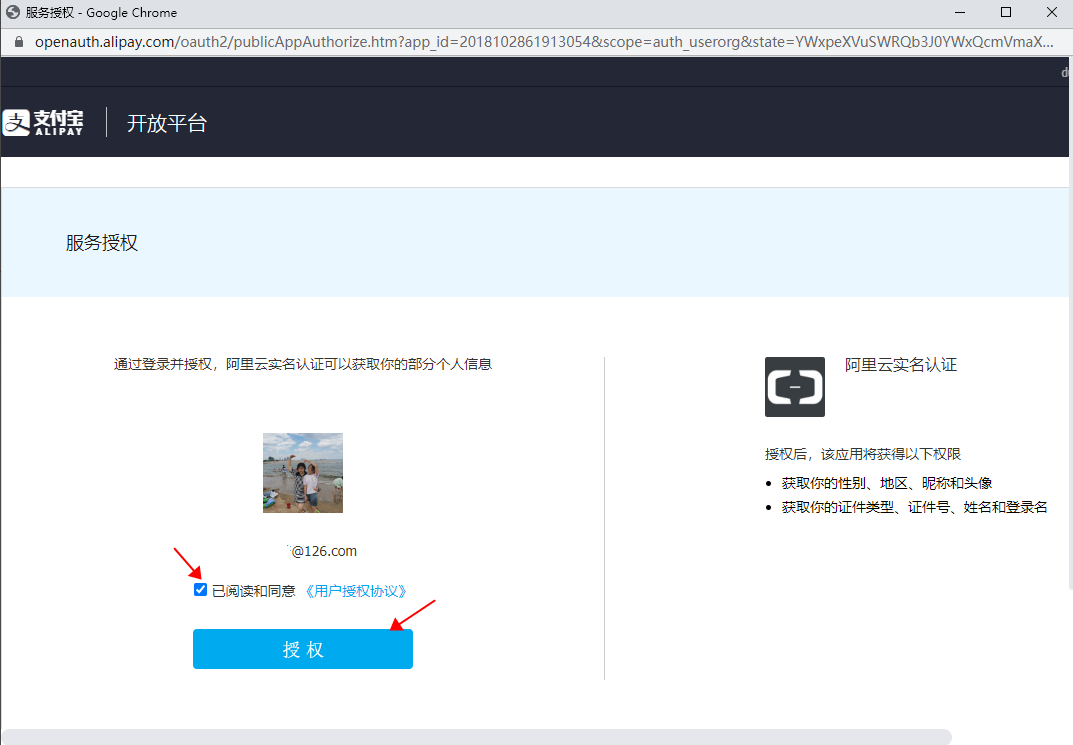 服务授权 - Google Chrome
openauth.alipay.com/oauth2/publicAppAuthorize.htm?app_id=2018102861913054&scope=auth_userorg&state=YWxpeXVuSWRQb3J0YWxQcmVmaX...
支付宝
ALIPAY
开放平台
服务授权
通过登录并授权，阿里云实名认证可以获取你的部分个人信息
@126.com
已阅读和同意 《用户授权协议》
授 权
阿里云实名认证
授权后，该应用将获得以下权限
• 获取你的性别、地区、昵称和头像
• 获取你的证件类型、证件号、姓名和登录名